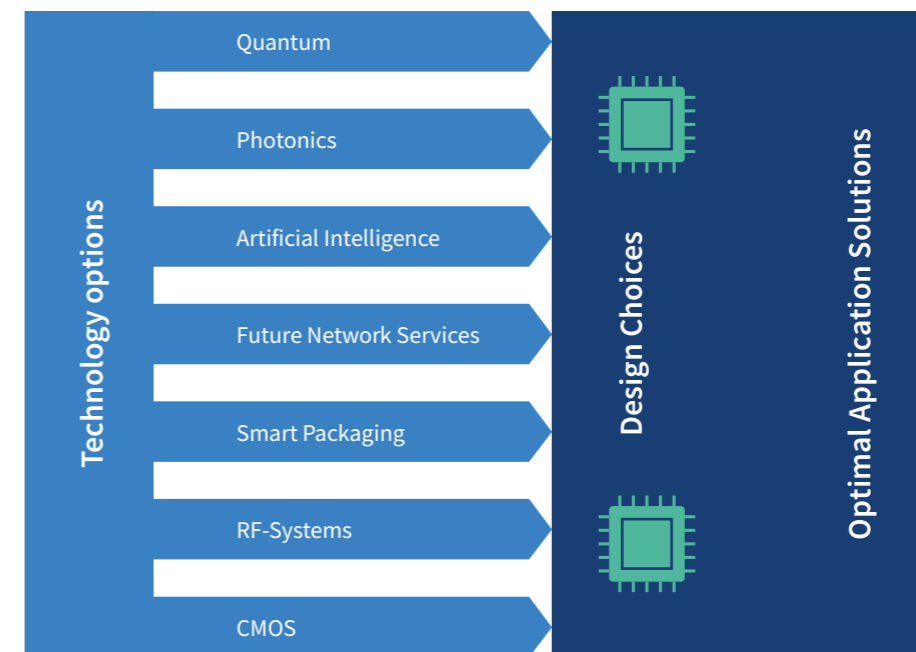 Technology options
Quantum
Photonics
Artificial Intelligence
Future Network Services
Smart Packaging
RF-Systems
CMOS
Design Choices
Optimal Application Solutions